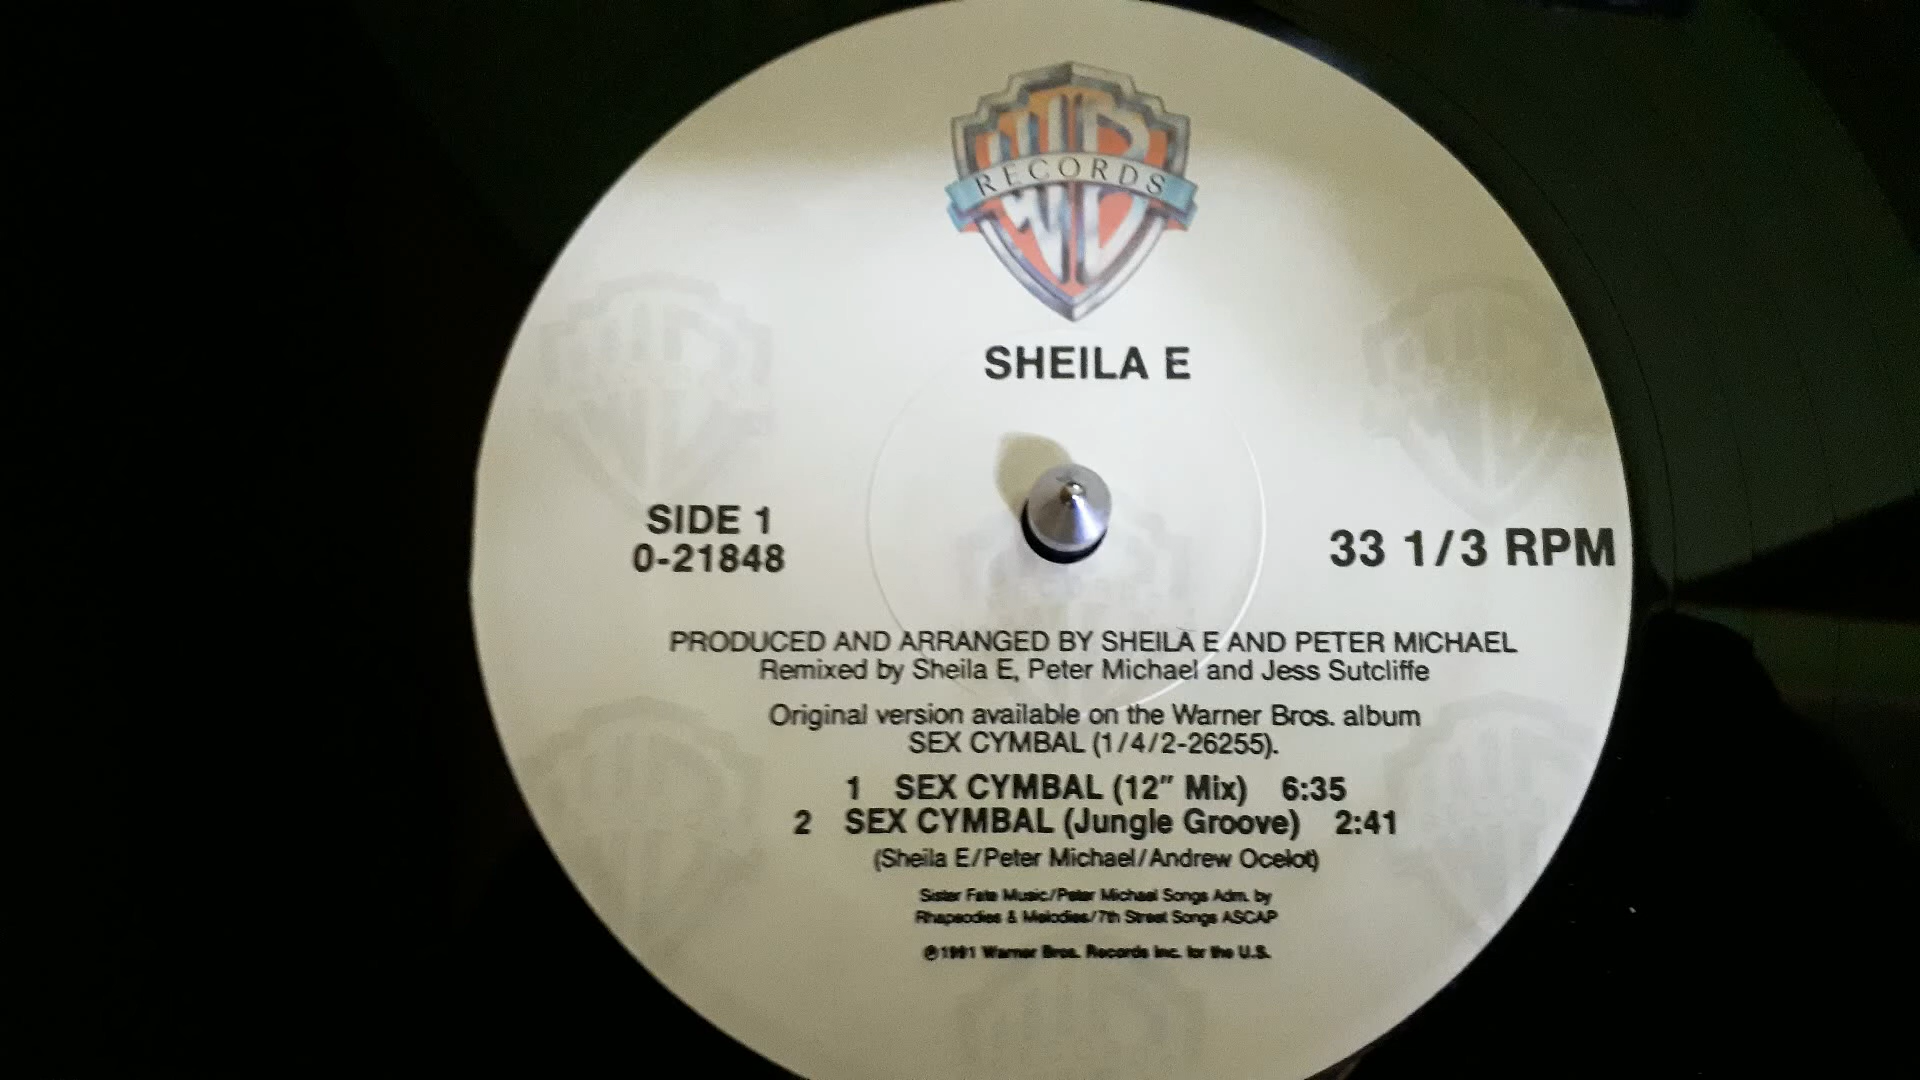 RECORDS
SHEILA E
SIDE 1
0-21848
33 1/3 RPM
PRODUCED AND ARRANGED BY SHEILA E AND PETER MICHAEL
Remixed by Sheila E, Peter Michael and Jess Sutcliffe
Original version available on the Warner Bros. album
SEX CYMBAL (1/4/2-26255).
1 SEX CYMBAL (12" Mix) 6:35
2 SEX CYMBAL (Jungle Groove) 2:41
(Sheila E/Peter Michael/Andrew Ocelot)
Sister Fate Music/Peter Michael Songs Adm. by
Rhapsodies & Melodies/7th Street Songs ASCAP
℗1991 Warner Bros. Records Inc. for the U.S.